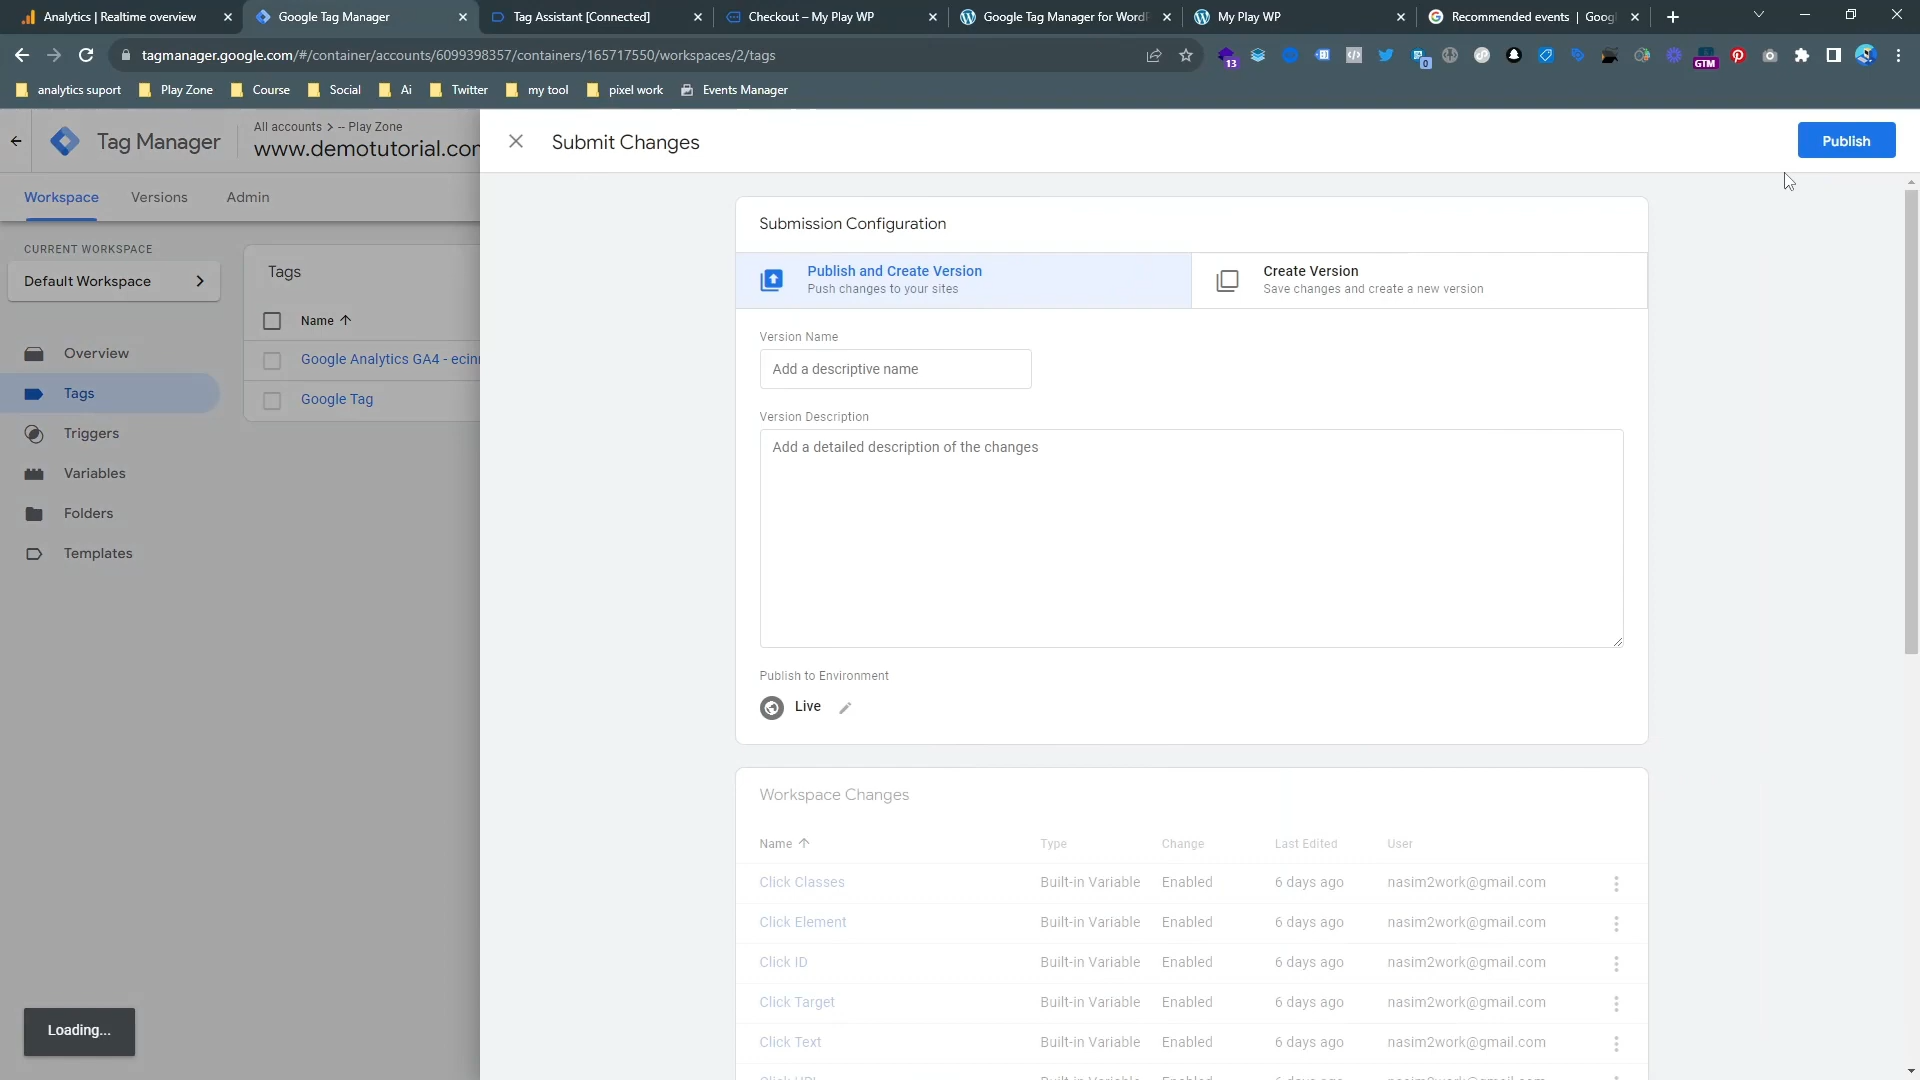 Analytics | Realtime overview
Google Tag Manager
Tag Assistant [Connected]
Checkout – My Play WP
Google Tag Manager for WordP
My Play WP
Recommended events | Goog
tagmanager.google.com/#/container/accounts/6099398357/containers/165717550/workspaces/2/tags
13
0
GTM
analytics suport
Play Zone
Course
Social
Ai
Twitter
my tool
pixel work
Events Manager
Tag Manager
All accounts > -- Play Zone
www.demotutorial.com
Submit Changes
Publish
Workspace
Versions
Admin
CURRENT WORKSPACE
Default Workspace
Overview
Tags
Triggers
Variables
Folders
Templates
Tags
Name
Google Analytics GA4 - ecinn
Google Tag
Submission Configuration
Publish and Create Version
Push changes to your sites
Create Version
Save changes and create a new version
Version Name
Add a descriptive name
Version Description
Add a detailed description of the changes
Publish to Environment
Live
Workspace Changes
Name Type Change Last Edited User
Click Classes Built-in Variable Enabled 6 days ago nasim2work@gmail.com
Click Element Built-in Variable Enabled 6 days ago nasim2work@gmail.com
Click ID Built-in Variable Enabled 6 days ago nasim2work@gmail.com
Click Target Built-in Variable Enabled 6 days ago nasim2work@gmail.com
Click Text Built-in Variable Enabled 6 days ago nasim2work@gmail.com
Loading...